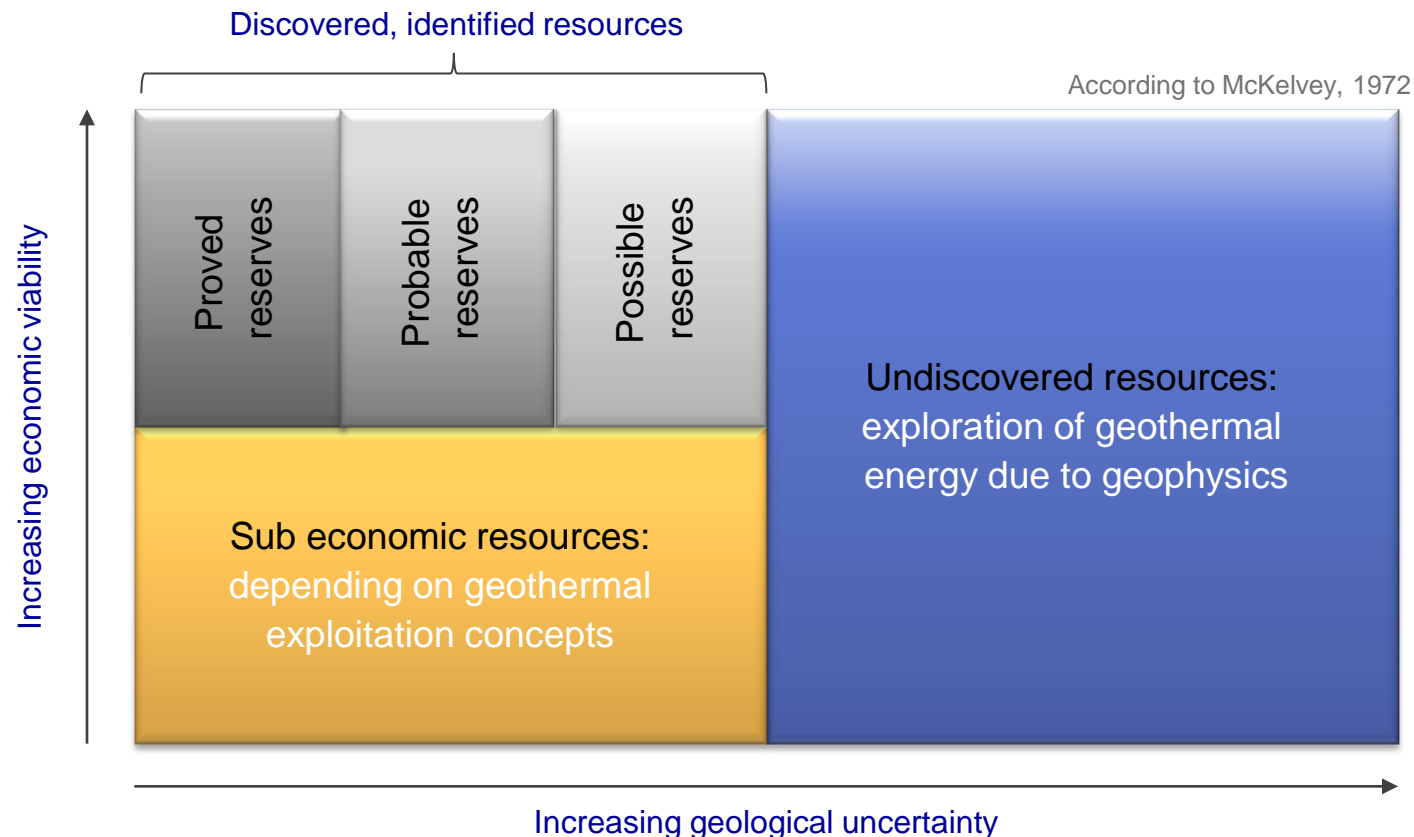 Discovered, identified resources
According to McKelvey, 1972
Increasing economic viability
Proved
reserves
Probable
reserves
Possible
reserves
Undiscovered resources:
exploration of geothermal
energy due to geophysics
Sub economic resources:
depending on geothermal
exploitation concepts
Increasing geological uncertainty